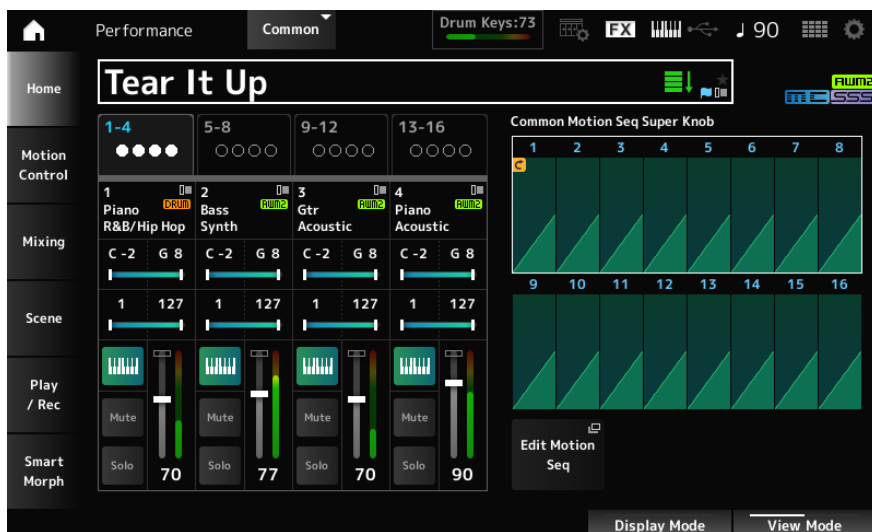 Performance
Common
Drum Keys:73
FX
♩ 90
Home
Tear It Up
AWM2
MC SSS
1-4
5-8
9-12
13-16
Common Motion Seq Super Knob
Motion
Control
1 2 3 4 5 6 7 8
1
DRUM
Piano
R&B/Hip Hop
2
AWM2
Bass
Synth
3
AWM2
Gtr
Acoustic
4
AWM2
Piano
Acoustic
Mixing
C -2 G 8
C -2 G 8
C -2 G 8
C -2 G 8
9 10 11 12 13 14 15 16
Scene
1 127
1 127
1 127
1 127
Play
/ Rec
Mute
Mute
Mute
Mute
Edit Motion
Seq
Smart
Morph
Solo
70
Solo
77
Solo
70
Solo
90
Display Mode
View Mode